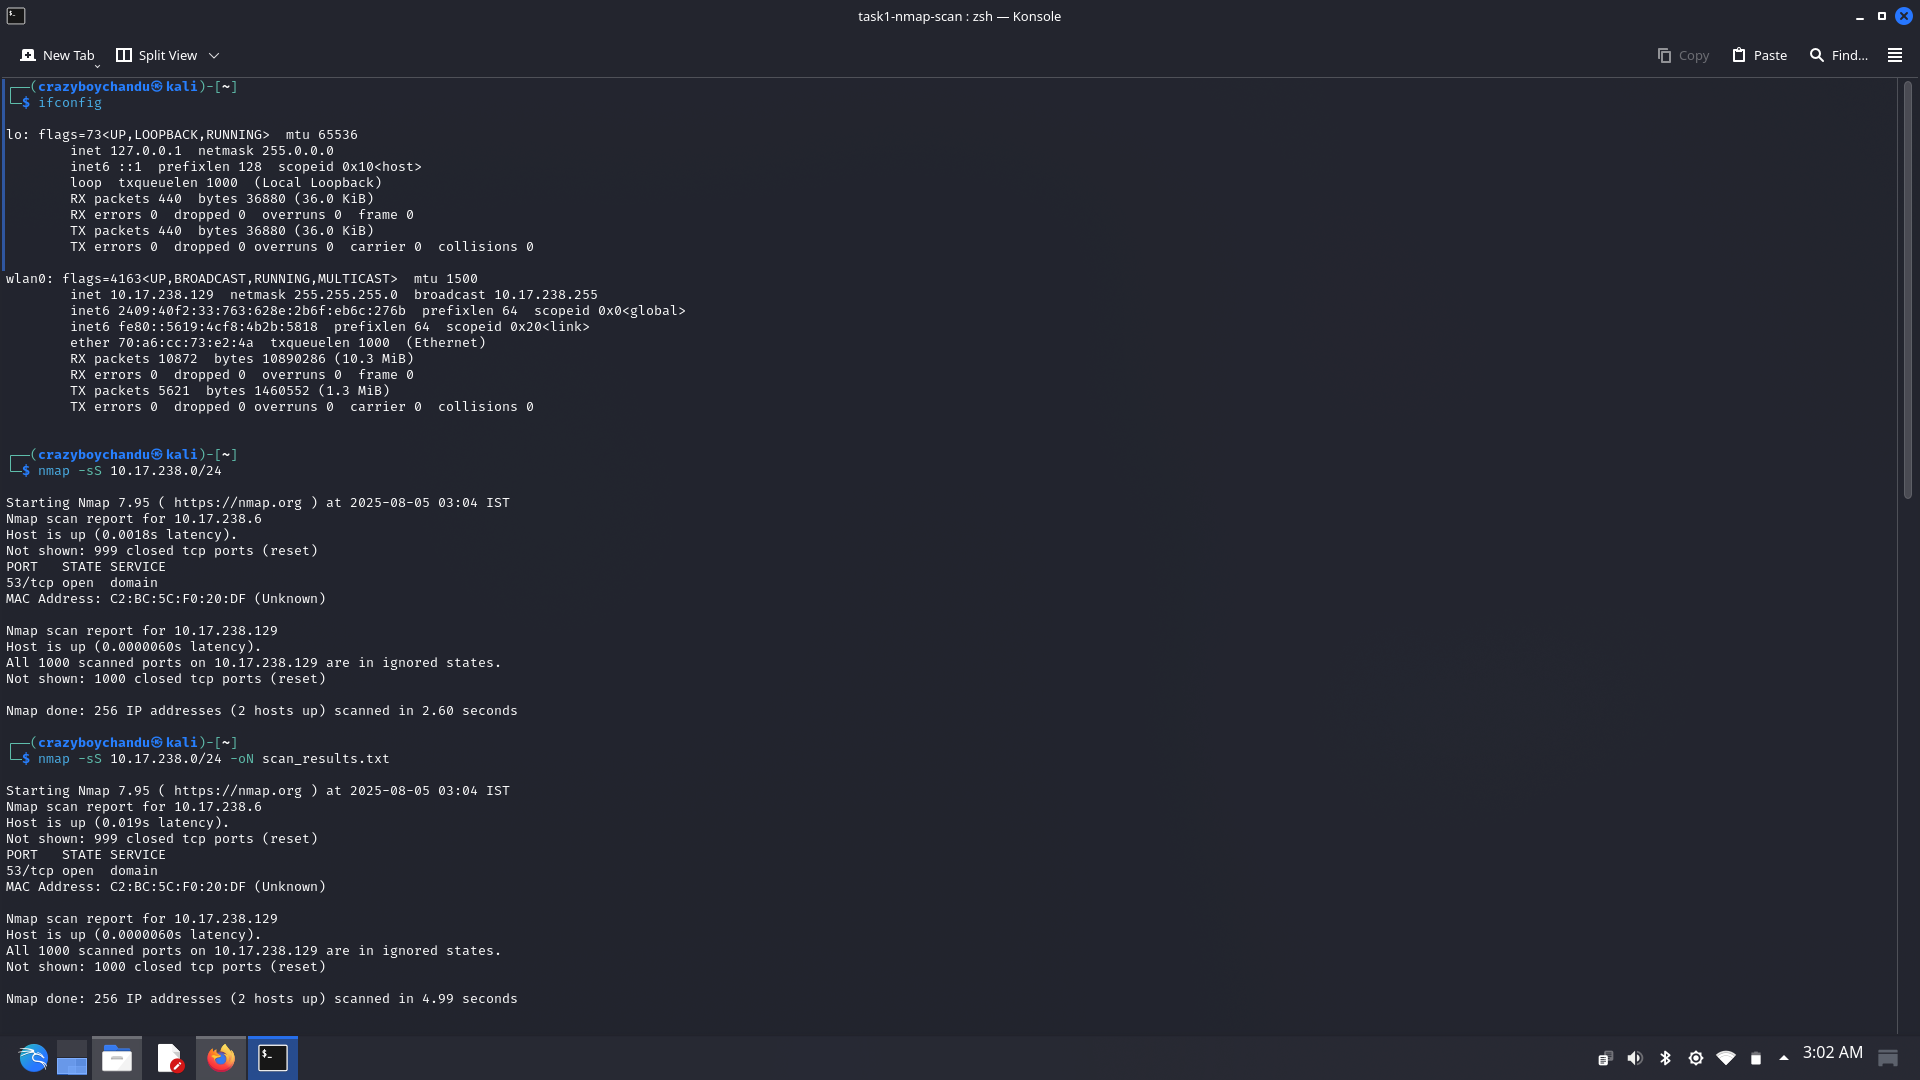 task1-nmap-scan : zsh — Konsole
New Tab Split View Copy Paste Find...
┌──(crazyboychandu㉿kali)-[~]
└─$ ifconfig
lo: flags=73<UP,LOOPBACK,RUNNING>  mtu 65536
        inet 127.0.0.1  netmask 255.0.0.0
        inet6 ::1  prefixlen 128  scopeid 0x10<host>
        loop  txqueuelen 1000  (Local Loopback)
        RX packets 440  bytes 36880 (36.0 KiB)
        RX errors 0  dropped 0  overruns 0  frame 0
        TX packets 440  bytes 36880 (36.0 KiB)
        TX errors 0  dropped 0 overruns 0  carrier 0  collisions 0
wlan0: flags=4163<UP,BROADCAST,RUNNING,MULTICAST>  mtu 1500
        inet 10.17.238.129  netmask 255.255.255.0  broadcast 10.17.238.255
        inet6 2409:40f2:33:763:628e:2b6f:eb6c:276b  prefixlen 64  scopeid 0x0<global>
        inet6 fe80::5619:4cf8:4b2b:5818  prefixlen 64  scopeid 0x20<link>
        ether 70:a6:cc:73:e2:4a  txqueuelen 1000  (Ethernet)
        RX packets 10872  bytes 10890286 (10.3 MiB)
        RX errors 0  dropped 0  overruns 0  frame 0
        TX packets 5621  bytes 1460552 (1.3 MiB)
        TX errors 0  dropped 0 overruns 0  carrier 0  collisions 0
┌──(crazyboychandu㉿kali)-[~]
└─$ nmap -sS 10.17.238.0/24
Starting Nmap 7.95 ( https://nmap.org ) at 2025-08-05 03:04 IST
Nmap scan report for 10.17.238.6
Host is up (0.0018s latency).
Not shown: 999 closed tcp ports (reset)
PORT   STATE SERVICE
53/tcp open  domain
MAC Address: C2:BC:5C:F0:20:DF (Unknown)
Nmap scan report for 10.17.238.129
Host is up (0.0000060s latency).
All 1000 scanned ports on 10.17.238.129 are in ignored states.
Not shown: 1000 closed tcp ports (reset)
Nmap done: 256 IP addresses (2 hosts up) scanned in 2.60 seconds
┌──(crazyboychandu㉿kali)-[~]
└─$ nmap -sS 10.17.238.0/24 -oN scan_results.txt
Starting Nmap 7.95 ( https://nmap.org ) at 2025-08-05 03:04 IST
Nmap scan report for 10.17.238.6
Host is up (0.019s latency).
Not shown: 999 closed tcp ports (reset)
PORT   STATE SERVICE
53/tcp open  domain
MAC Address: C2:BC:5C:F0:20:DF (Unknown)
Nmap scan report for 10.17.238.129
Host is up (0.0000060s latency).
All 1000 scanned ports on 10.17.238.129 are in ignored states.
Not shown: 1000 closed tcp ports (reset)
Nmap done: 256 IP addresses (2 hosts up) scanned in 4.99 seconds
3:02 AM